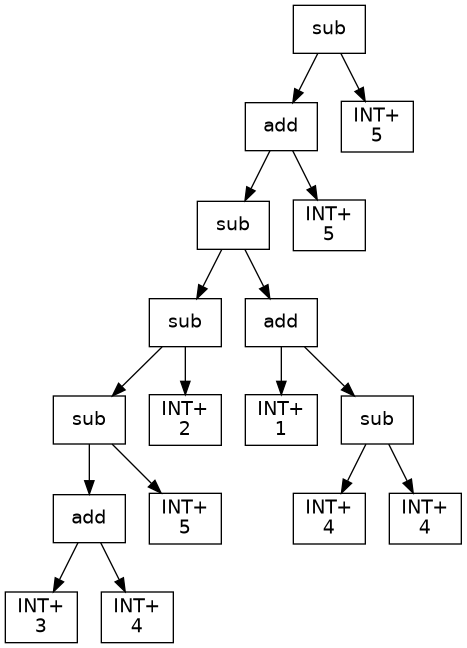 sub
add
INT+
5
sub
INT+
5
sub
add
sub
INT+
2
INT+
1
sub
add
INT+
5
INT+
4
INT+
4
INT+
3
INT+
4